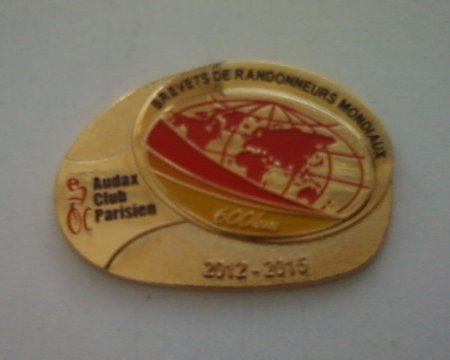 BREVETS DE RANDONNEURS MONDIAUX
Audax
Club
Parisien
600km
2012 - 2015